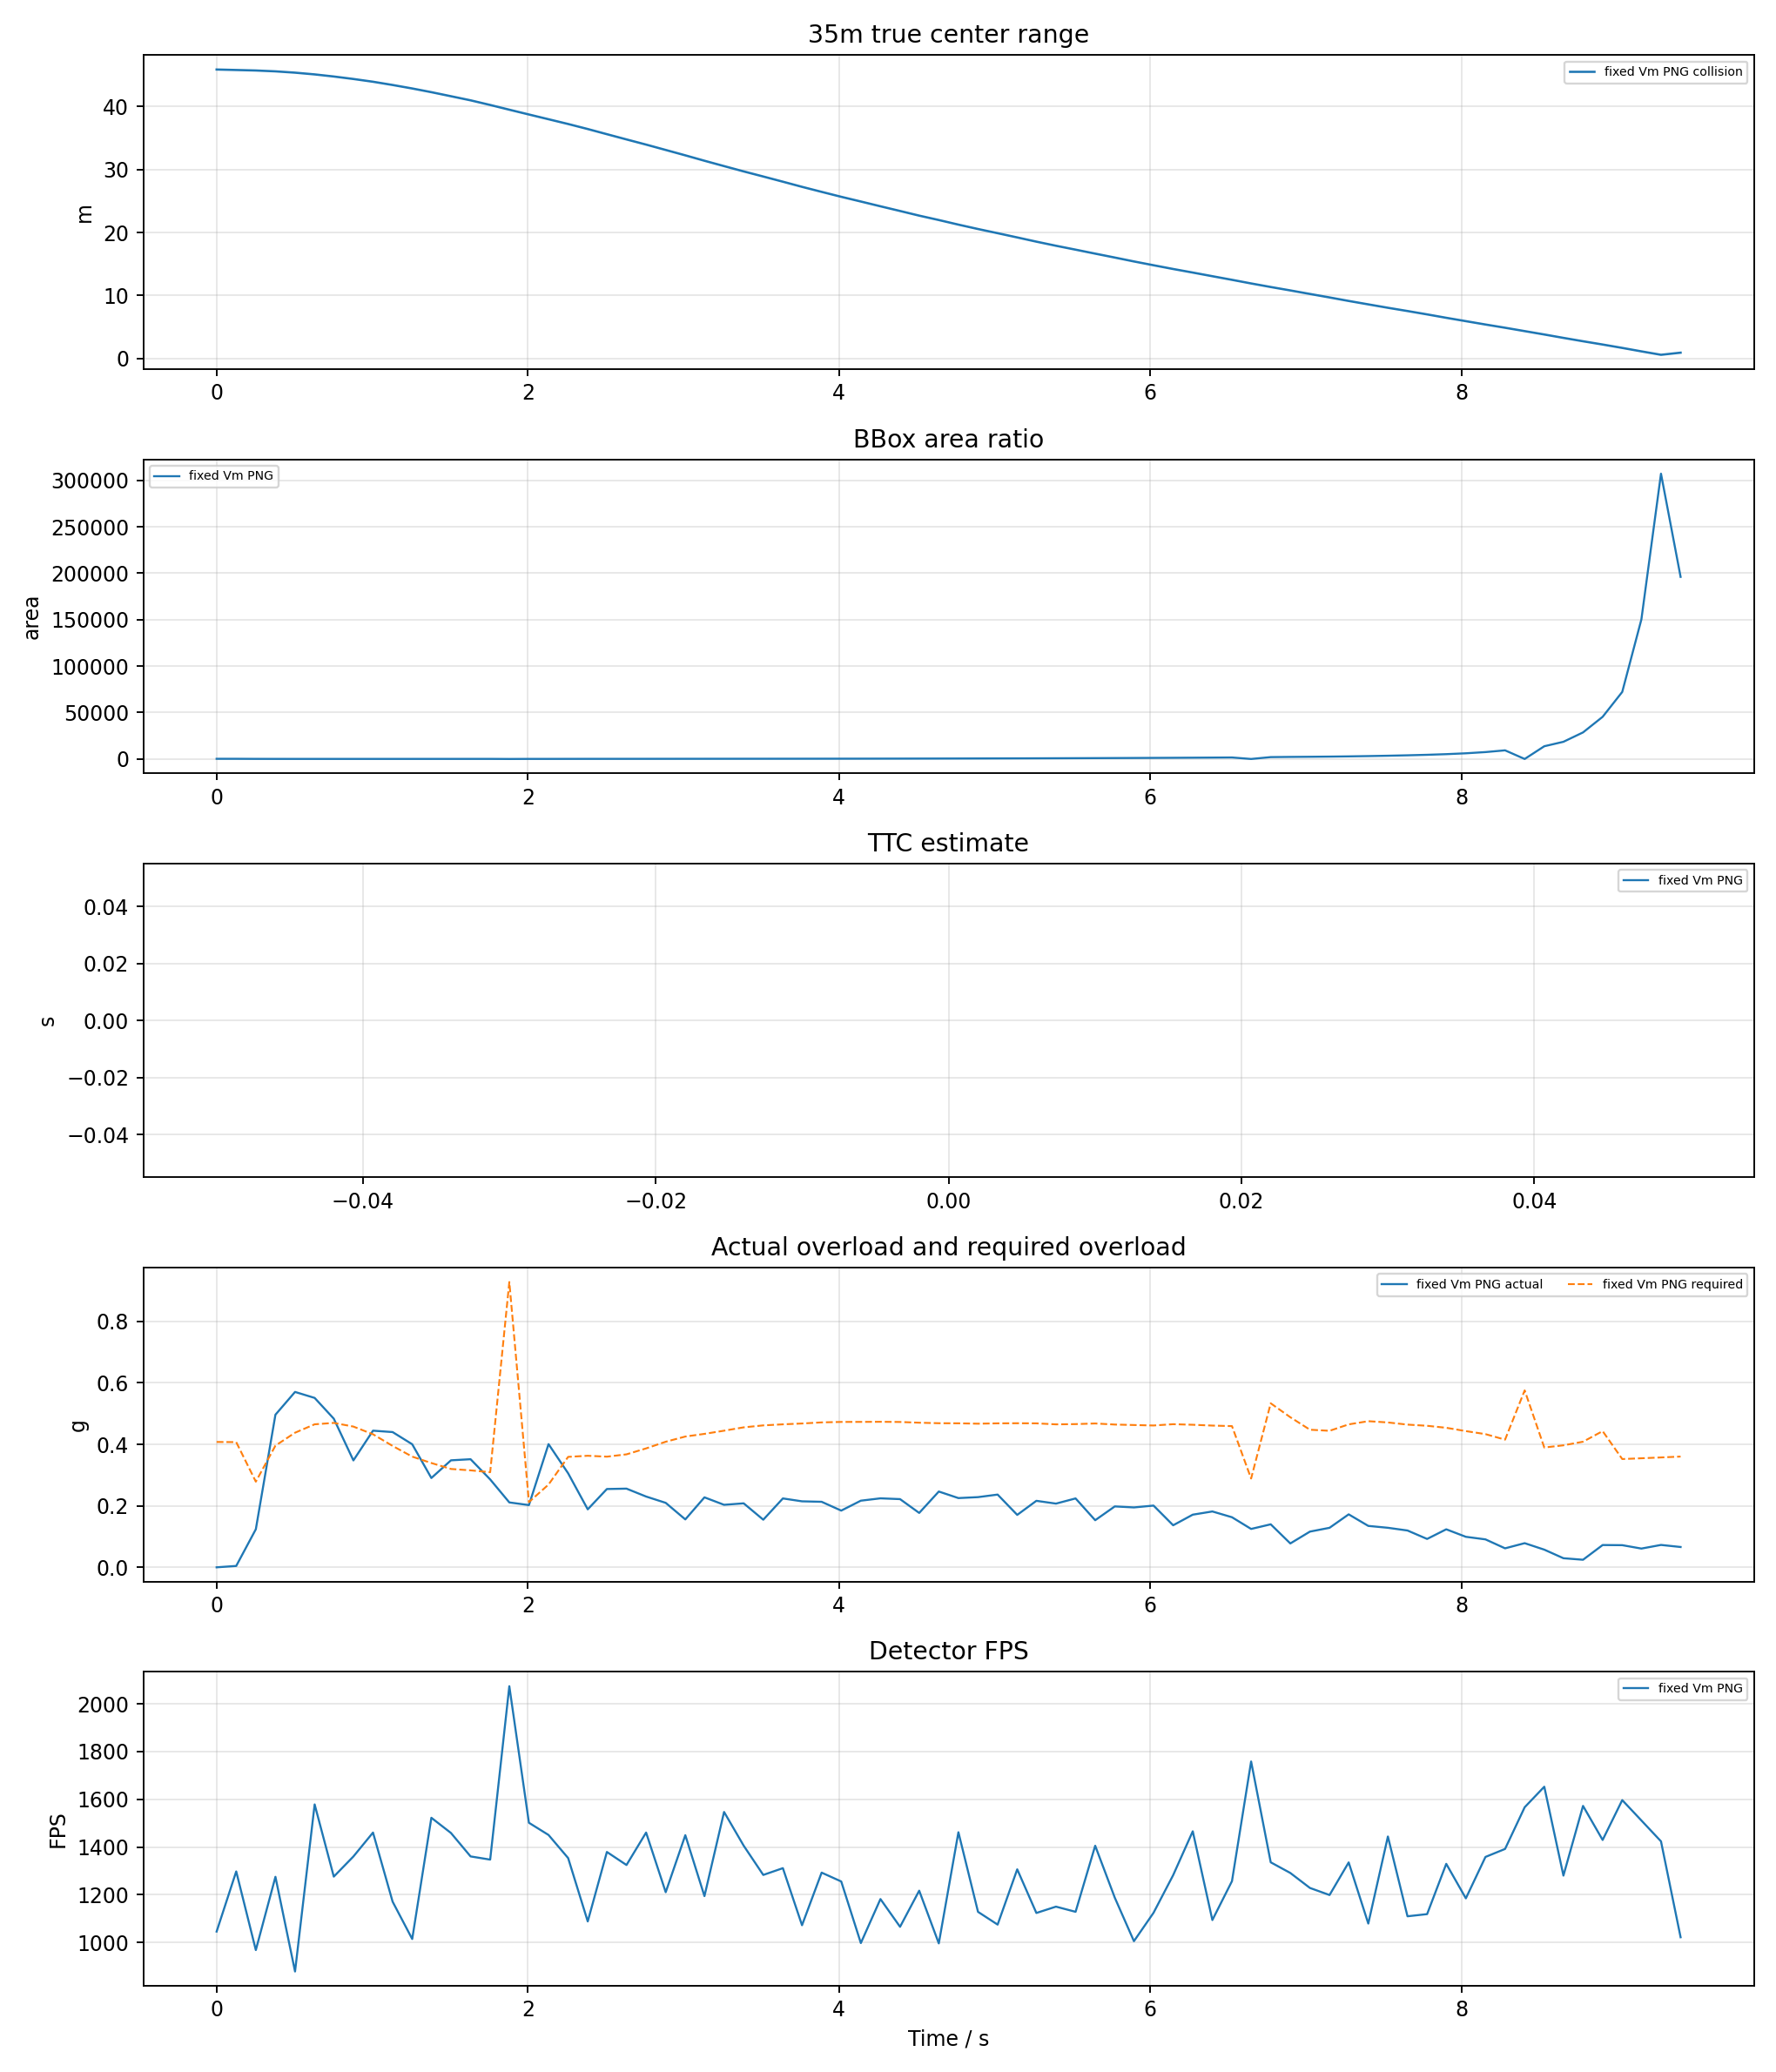 35m true center range
fixed Vm PNG collision
40
30
20
10
0
m
0 2 4 6 8
BBox area ratio
fixed Vm PNG
300000
250000
200000
150000
100000
50000
0
area
0 2 4 6 8
TTC estimate
fixed Vm PNG
0.04
0.02
0.00
−0.02
−0.04
s
−0.04 −0.02 0.00 0.02 0.04
Actual overload and required overload
fixed Vm PNG actual fixed Vm PNG required
0.8
0.6
0.4
0.2
0.0
g
0 2 4 6 8
Detector FPS
fixed Vm PNG
2000
1800
1600
1400
1200
1000
FPS
0 2 4 6 8
Time / s